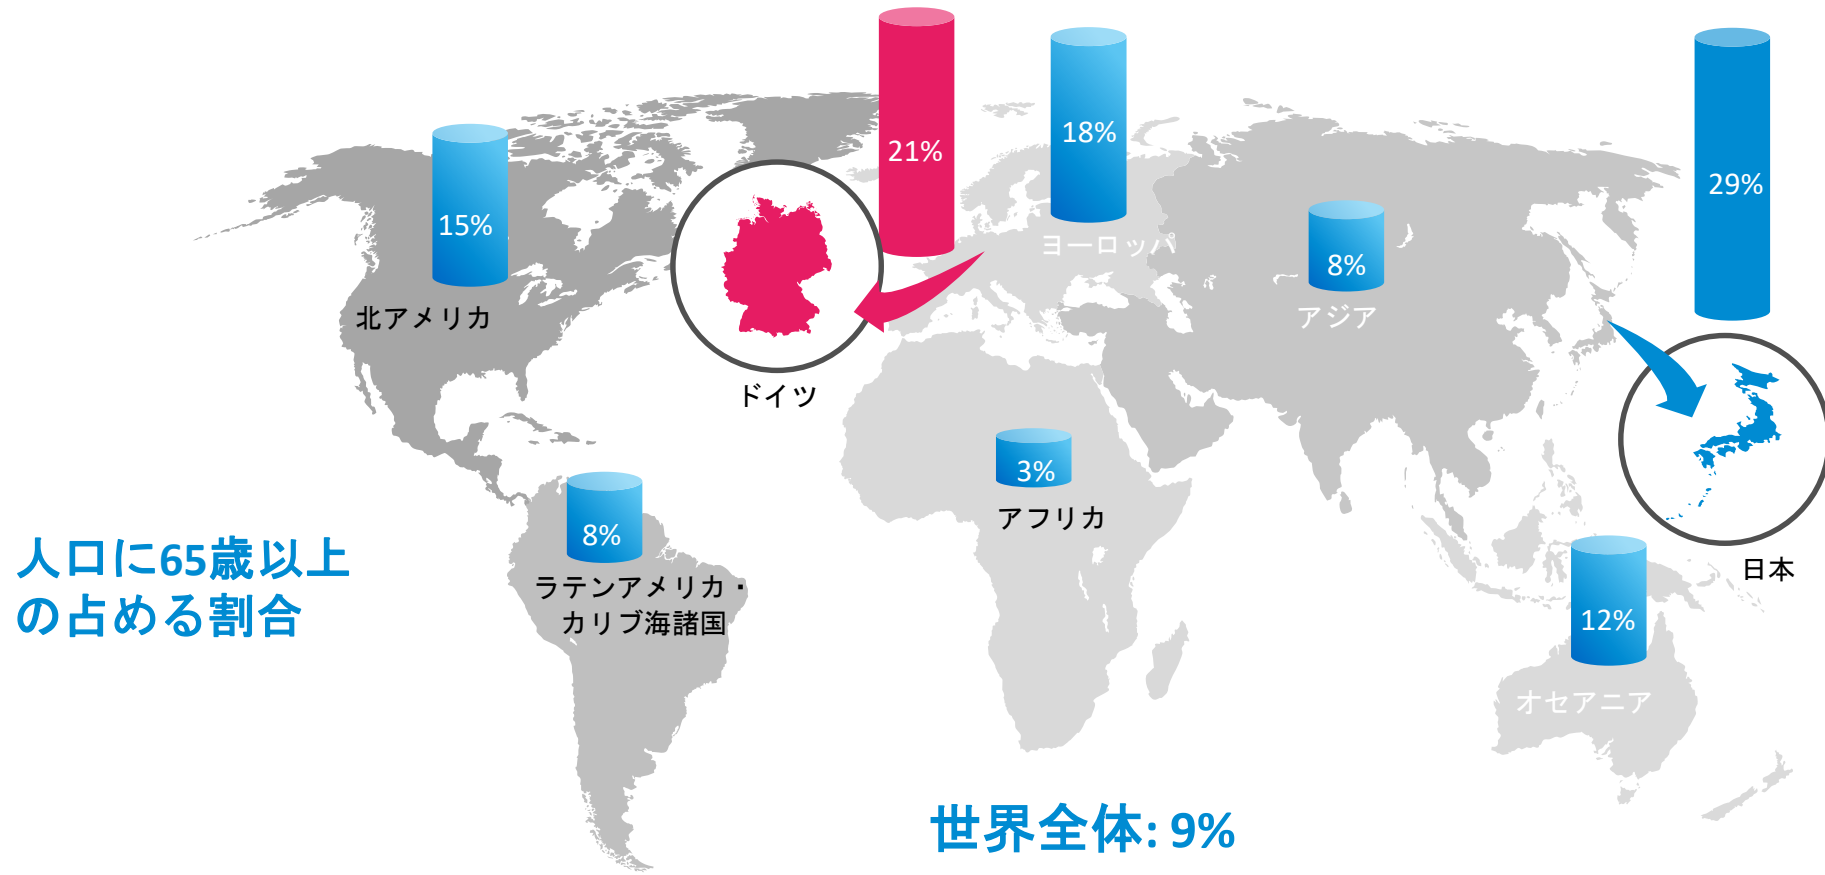 21%
18%
29%
15%
ヨーロッパ
8%
アジア
北アメリカ
ドイツ
3%
アフリカ
8%
人口に65歳以上
の占める割合
ラテンアメリカ・
カリブ海諸国
日本
12%
オセアニア
世界全体: 9%